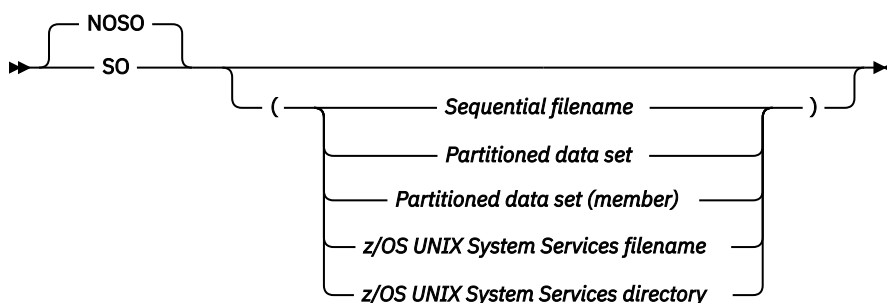 NOSO
SO
( Sequential filename )
Partitioned data set
Partitioned data set (member)
z/OS UNIX System Services filename
z/OS UNIX System Services directory